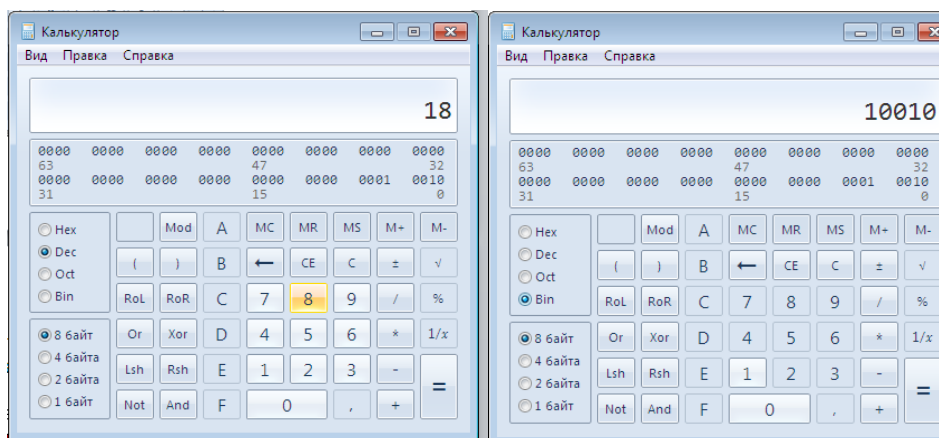 Калькулятор
Вид Правка Справка
18
0000 0000 0000 0000 0000 0000 0000 0000
63 47 32
0000 0000 0000 0000 0000 0000 0001 0010
31 15 0
Hex Mod A MC MR MS M+ M-
Dec
Oct ( ) B ← CE C ± √
Bin RoL RoR C 7 8 9 / %
8 байт Or Xor D 4 5 6 * 1/x
4 байта
2 байта Lsh Rsh E 1 2 3 - =
1 байт Not And F 0 , +
Калькулятор
Вид Правка Справка
10010
0000 0000 0000 0000 0000 0000 0000 0000
63 47 32
0000 0000 0000 0000 0000 0000 0001 0010
31 15 0
Hex Mod A MC MR MS M+ M-
Dec
Oct ( ) B ← CE C ± √
Bin RoL RoR C 7 8 9 / %
8 байт Or Xor D 4 5 6 * 1/x
4 байта
2 байта Lsh Rsh E 1 2 3 - =
1 байт Not And F 0 , +